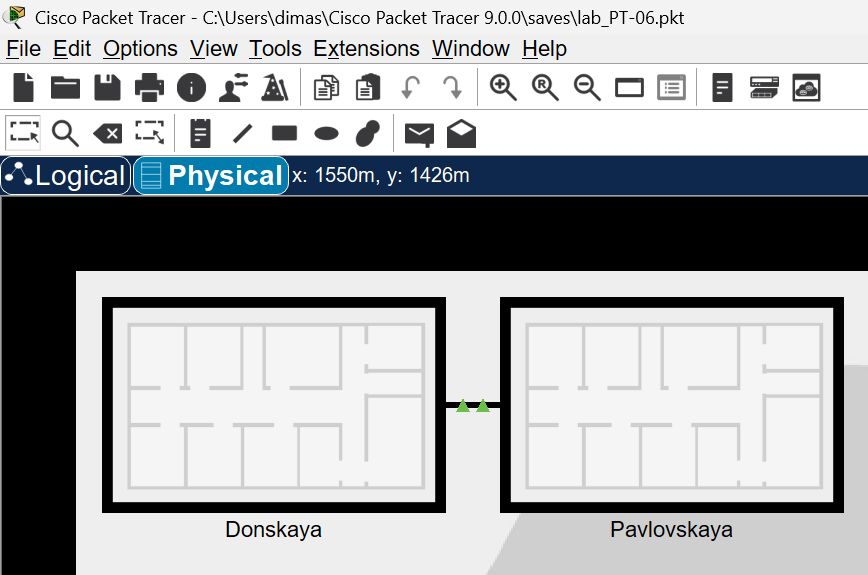 Cisco Packet Tracer - C:\Users\dimas\Cisco Packet Tracer 9.0.0\saves\lab_PT-06.pkt
File Edit Options View Tools Extensions Window Help
R
Logical Physical x: 1550m, y: 1426m
Donskaya Pavlovskaya